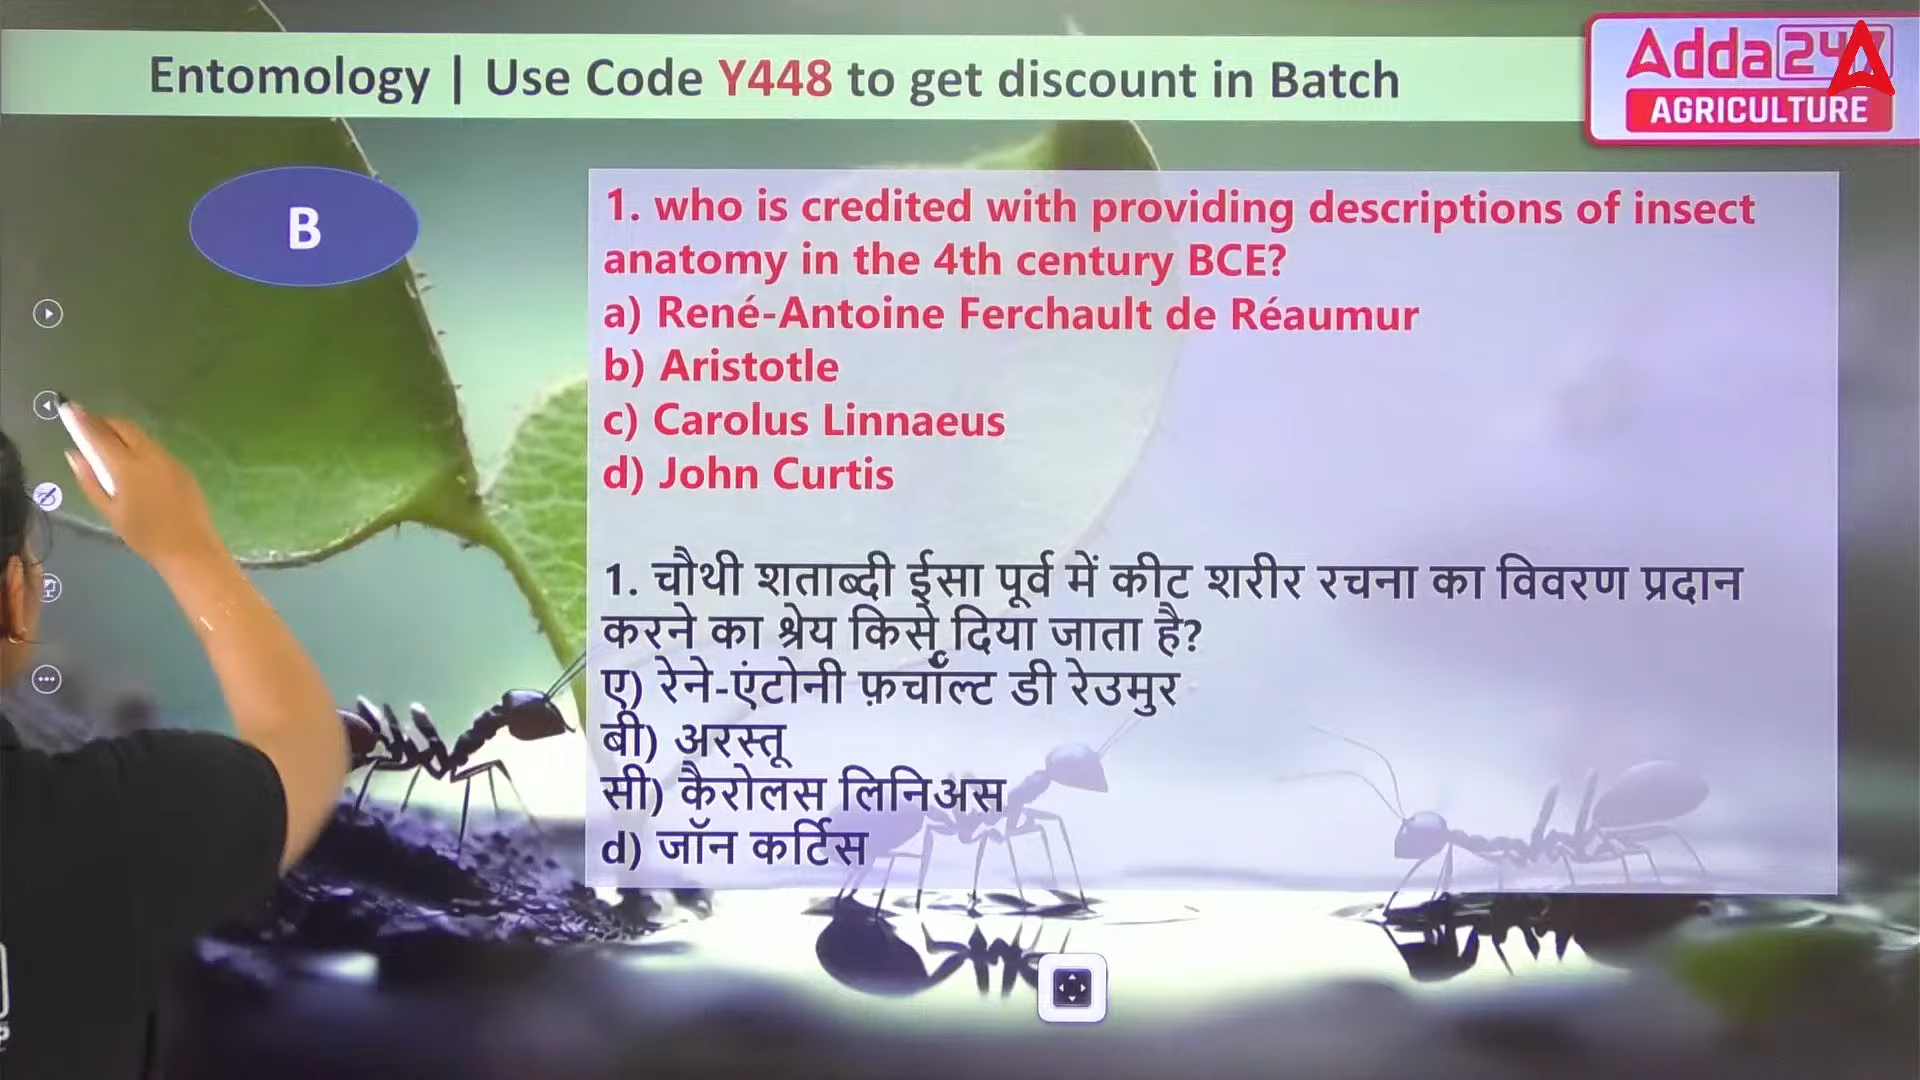 Entomology | Use Code Y448 to get discount in Batch
Adda247
AGRICULTURE
B
1. who is credited with providing descriptions of insect
anatomy in the 4th century BCE?
a) René-Antoine Ferchault de Réaumur
b) Aristotle
c) Carolus Linnaeus
d) John Curtis
1. चौथी शताब्दी ईसा पूर्व में कीट शरीर रचना का विवरण प्रदान
करने का श्रेय किसे दिया जाता है?
ए) रेने-एंटोनी फ़र्चॉल्ट डी रेउमुर
बी) अरस्तू
सी) कैरोलस लिनिअस
d) जॉन कर्टिस